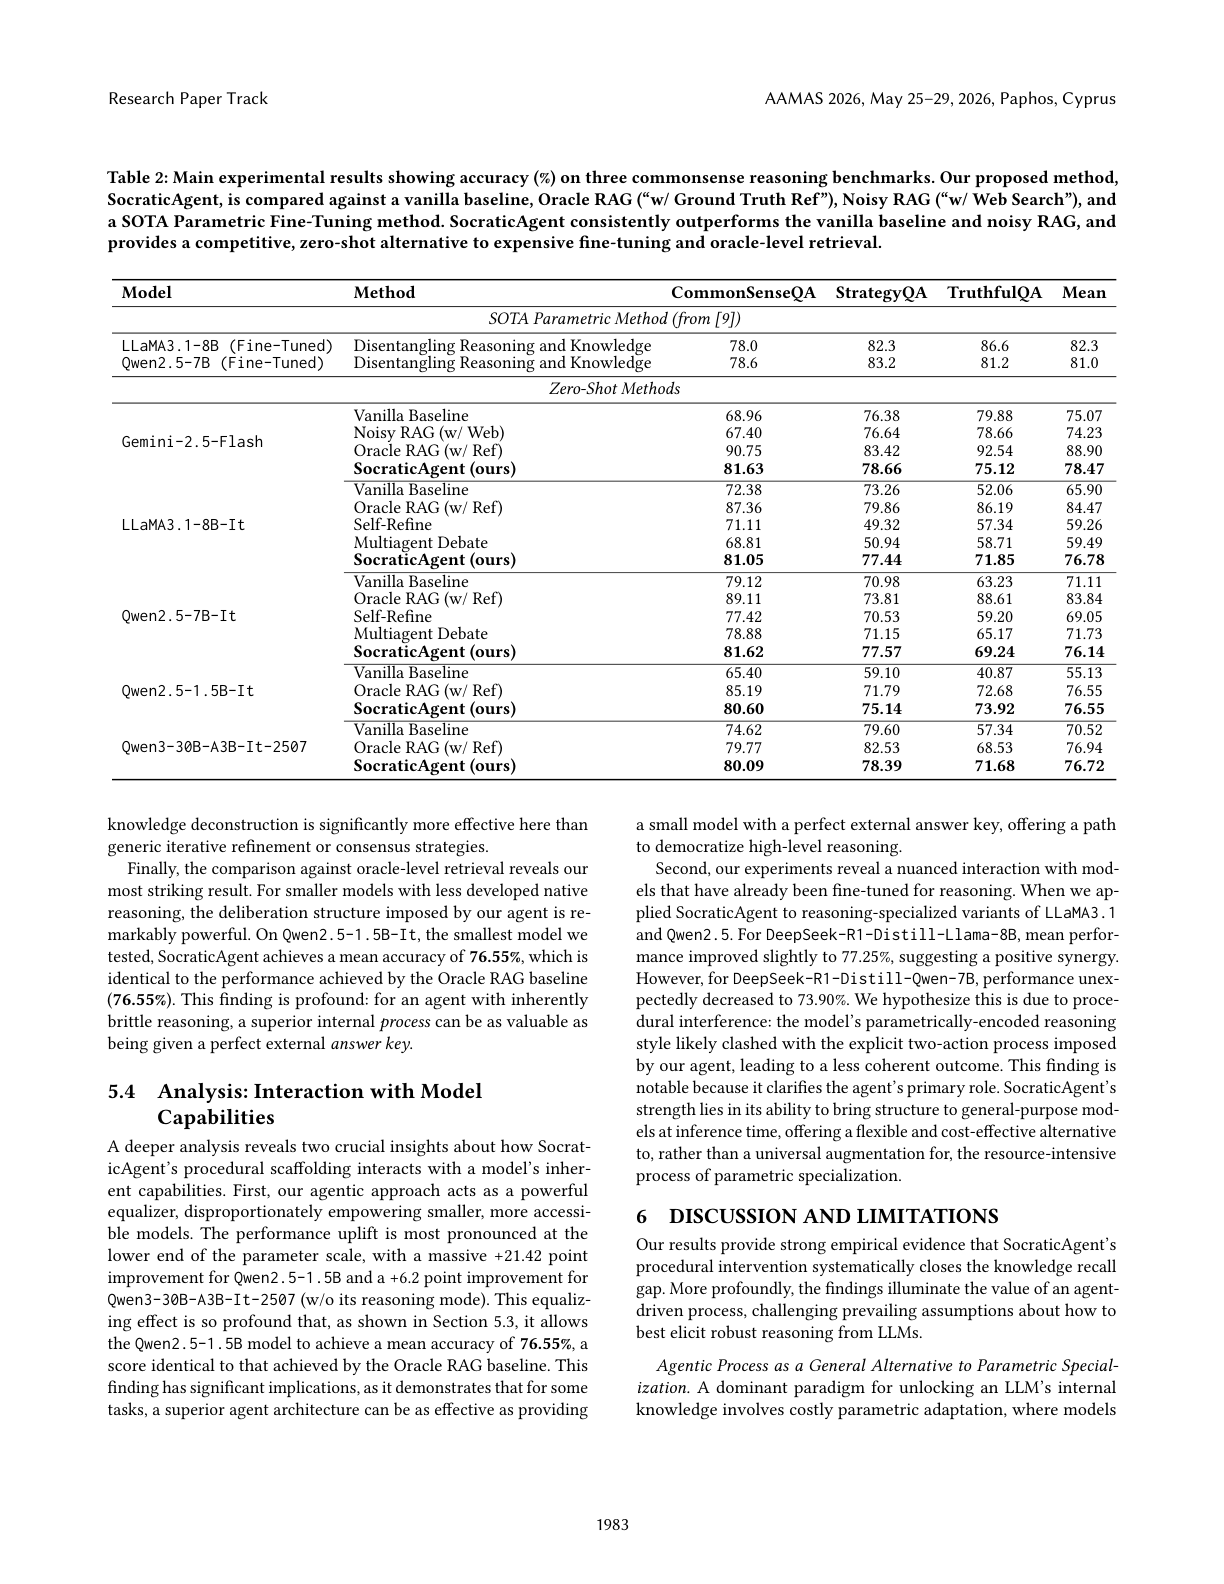 Research Paper Track
AAMAS 2026, May 25–29, 2026, Paphos, Cyprus
Table 2: Main experimental results showing accuracy (%) on three commonsense reasoning benchmarks. Our proposed method,
SocraticAgent, is compared against a vanilla baseline, Oracle RAG (“w/ Ground Truth Ref”), Noisy RAG (“w/ Web Search”), and
a SOTA Parametric Fine-Tuning method. SocraticAgent consistently outperforms the vanilla baseline and noisy RAG, and
provides a competitive, zero-shot alternative to expensive fine-tuning and oracle-level retrieval.
Model Method CommonSenseQA StrategyQA TruthfulQA Mean
SOTA Parametric Method (from [9])
LLaMA3.1-8B (Fine-Tuned) Disentangling Reasoning and Knowledge 78.0 82.3 86.6 82.3
Qwen2.5-7B (Fine-Tuned) Disentangling Reasoning and Knowledge 78.6 83.2 81.2 81.0
Zero-Shot Methods
Gemini-2.5-Flash
Vanilla Baseline 68.96 76.38 79.88 75.07
Noisy RAG (w/ Web) 67.40 76.64 78.66 74.23
Oracle RAG (w/ Ref) 90.75 83.42 92.54 88.90
SocraticAgent (ours) 81.63 78.66 75.12 78.47
LLaMA3.1-8B-It
Vanilla Baseline 72.38 73.26 52.06 65.90
Oracle RAG (w/ Ref) 87.36 79.86 86.19 84.47
Self-Refine 71.11 49.32 57.34 59.26
Multiagent Debate 68.81 50.94 58.71 59.49
SocraticAgent (ours) 81.05 77.44 71.85 76.78
Qwen2.5-7B-It
Vanilla Baseline 79.12 70.98 63.23 71.11
Oracle RAG (w/ Ref) 89.11 73.81 88.61 83.84
Self-Refine 77.42 70.53 59.20 69.05
Multiagent Debate 78.88 71.15 65.17 71.73
SocraticAgent (ours) 81.62 77.57 69.24 76.14
Qwen2.5-1.5B-It
Vanilla Baseline 65.40 59.10 40.87 55.13
Oracle RAG (w/ Ref) 85.19 71.79 72.68 76.55
SocraticAgent (ours) 80.60 75.14 73.92 76.55
Qwen3-30B-A3B-It-2507
Vanilla Baseline 74.62 79.60 57.34 70.52
Oracle RAG (w/ Ref) 79.77 82.53 68.53 76.94
SocraticAgent (ours) 80.09 78.39 71.68 76.72
knowledge deconstruction is significantly more effective here than
generic iterative refinement or consensus strategies.
Finally, the comparison against oracle-level retrieval reveals our
most striking result. For smaller models with less developed native
reasoning, the deliberation structure imposed by our agent is re-
markably powerful. On Qwen2.5-1.5B-It, the smallest model we
tested, SocraticAgent achieves a mean accuracy of 76.55%, which is
identical to the performance achieved by the Oracle RAG baseline
(76.55%). This finding is profound: for an agent with inherently
brittle reasoning, a superior internal process can be as valuable as
being given a perfect external answer key.
5.4 Analysis: Interaction with Model
Capabilities
A deeper analysis reveals two crucial insights about how Socrat-
icAgent’s procedural scaffolding interacts with a model’s inher-
ent capabilities. First, our agentic approach acts as a powerful
equalizer, disproportionately empowering smaller, more accessi-
ble models. The performance uplift is most pronounced at the
lower end of the parameter scale, with a massive +21.42 point
improvement for Qwen2.5-1.5B and a +6.2 point improvement for
Qwen3-30B-A3B-It-2507 (w/o its reasoning mode). This equaliz-
ing effect is so profound that, as shown in Section 5.3, it allows
the Qwen2.5-1.5B model to achieve a mean accuracy of 76.55%, a
score identical to that achieved by the Oracle RAG baseline. This
finding has significant implications, as it demonstrates that for some
tasks, a superior agent architecture can be as effective as providing
a small model with a perfect external answer key, offering a path
to democratize high-level reasoning.
Second, our experiments reveal a nuanced interaction with mod-
els that have already been fine-tuned for reasoning. When we ap-
plied SocraticAgent to reasoning-specialized variants of LLaMA3.1
and Qwen2.5. For DeepSeek-R1-Distill-Llama-8B, mean perfor-
mance improved slightly to 77.25%, suggesting a positive synergy.
However, for DeepSeek-R1-Distill-Qwen-7B, performance unex-
pectedly decreased to 73.90%. We hypothesize this is due to proce-
dural interference: the model’s parametrically-encoded reasoning
style likely clashed with the explicit two-action process imposed
by our agent, leading to a less coherent outcome. This finding is
notable because it clarifies the agent’s primary role. SocraticAgent’s
strength lies in its ability to bring structure to general-purpose mod-
els at inference time, offering a flexible and cost-effective alternative
to, rather than a universal augmentation for, the resource-intensive
process of parametric specialization.
6 DISCUSSION AND LIMITATIONS
Our results provide strong empirical evidence that SocraticAgent’s
procedural intervention systematically closes the knowledge recall
gap. More profoundly, the findings illuminate the value of an agent-
driven process, challenging prevailing assumptions about how to
best elicit robust reasoning from LLMs.
Agentic Process as a General Alternative to Parametric Special-
ization. A dominant paradigm for unlocking an LLM’s internal
knowledge involves costly parametric adaptation, where models
1983